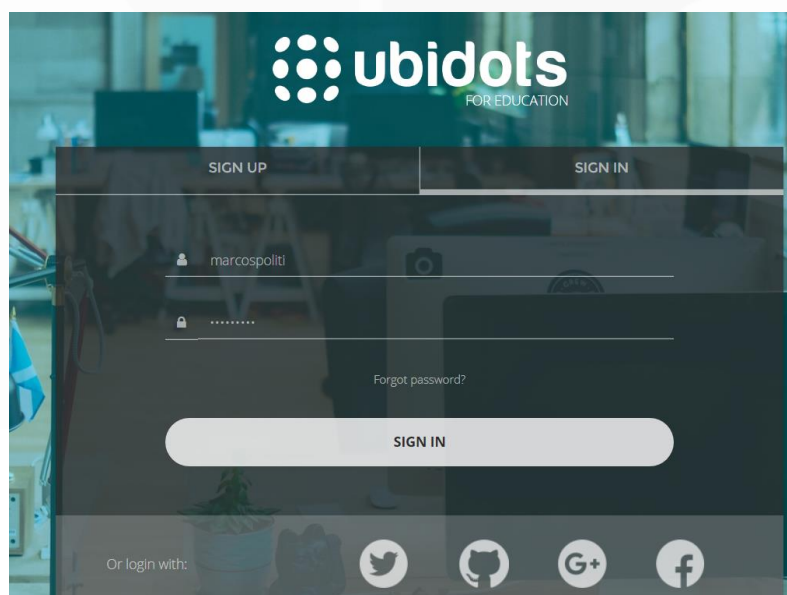 ubidots
FOR EDUCATION
SIGN UP
SIGN IN
marcospoliti
·········
Forgot password?
SIGN IN
Or login with:
G+